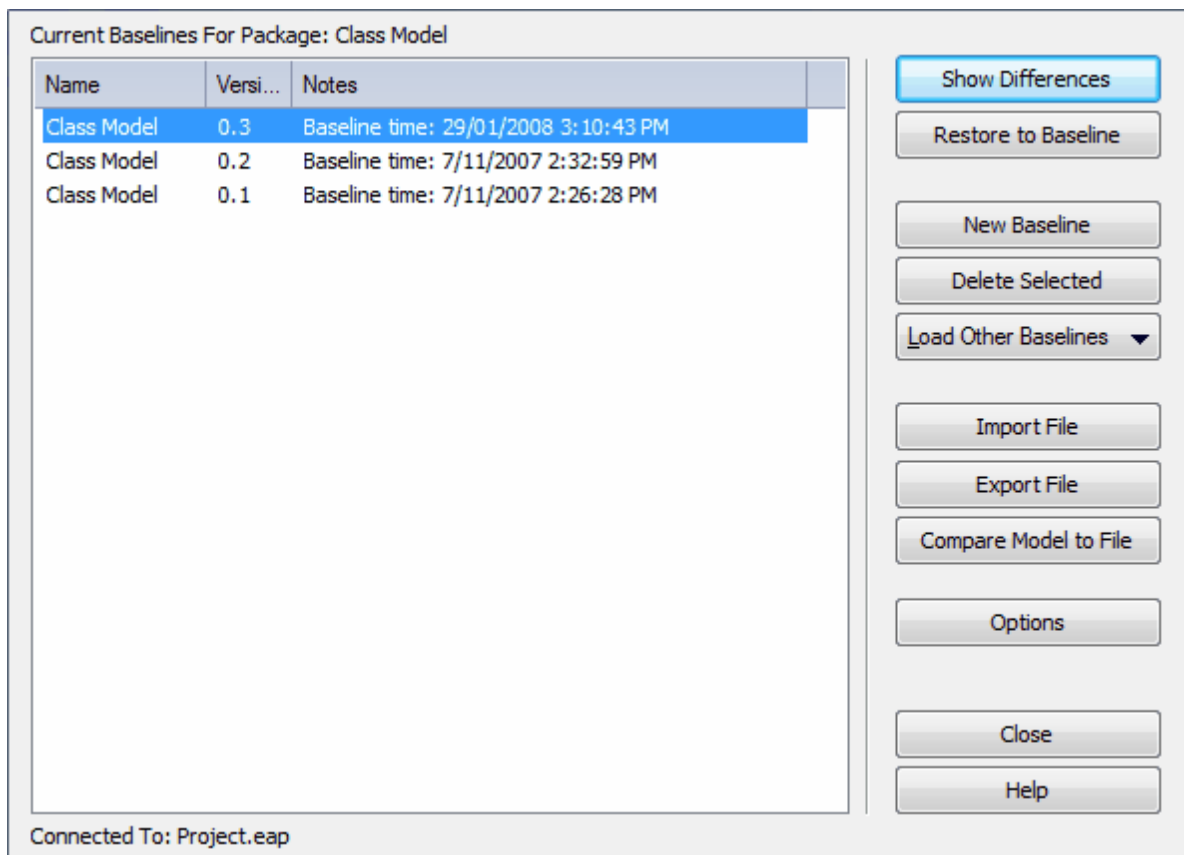 Current Baselines For Package: Class Model
Name Versi... Notes
Class Model 0.3 Baseline time: 29/01/2008 3:10:43 PM
Class Model 0.2 Baseline time: 7/11/2007 2:32:59 PM
Class Model 0.1 Baseline time: 7/11/2007 2:26:28 PM
Show Differences
Restore to Baseline
New Baseline
Delete Selected
Load Other Baselines
Import File
Export File
Compare Model to File
Options
Close
Help
Connected To: Project.eap